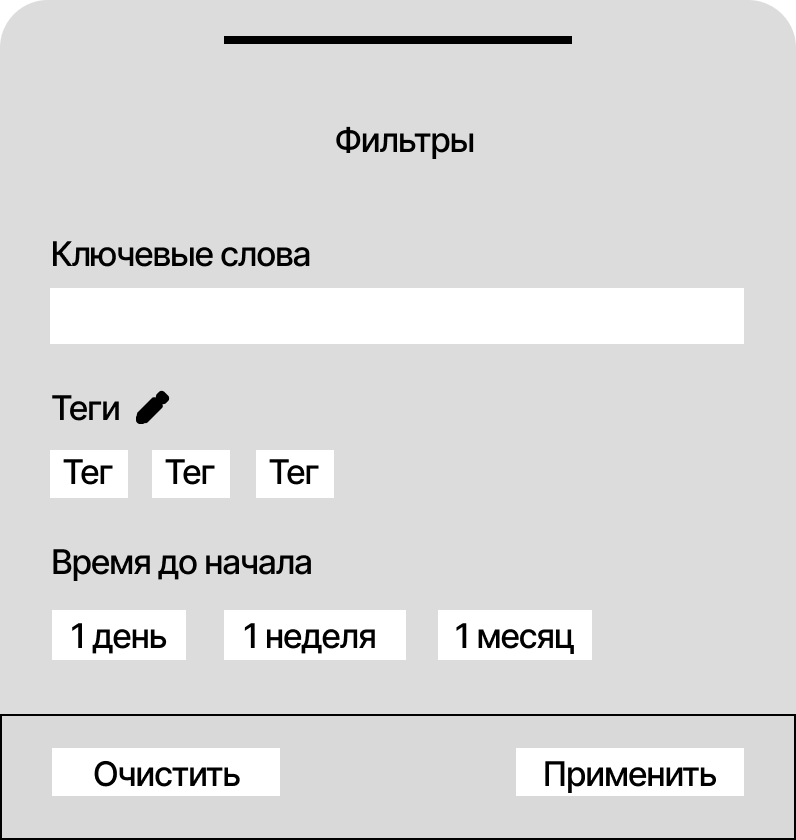 Фильтры
Ключевые слова
Теги
Тег Тег Тег
Время до начала
1 день 1 неделя 1 месяц
Очистить Применить